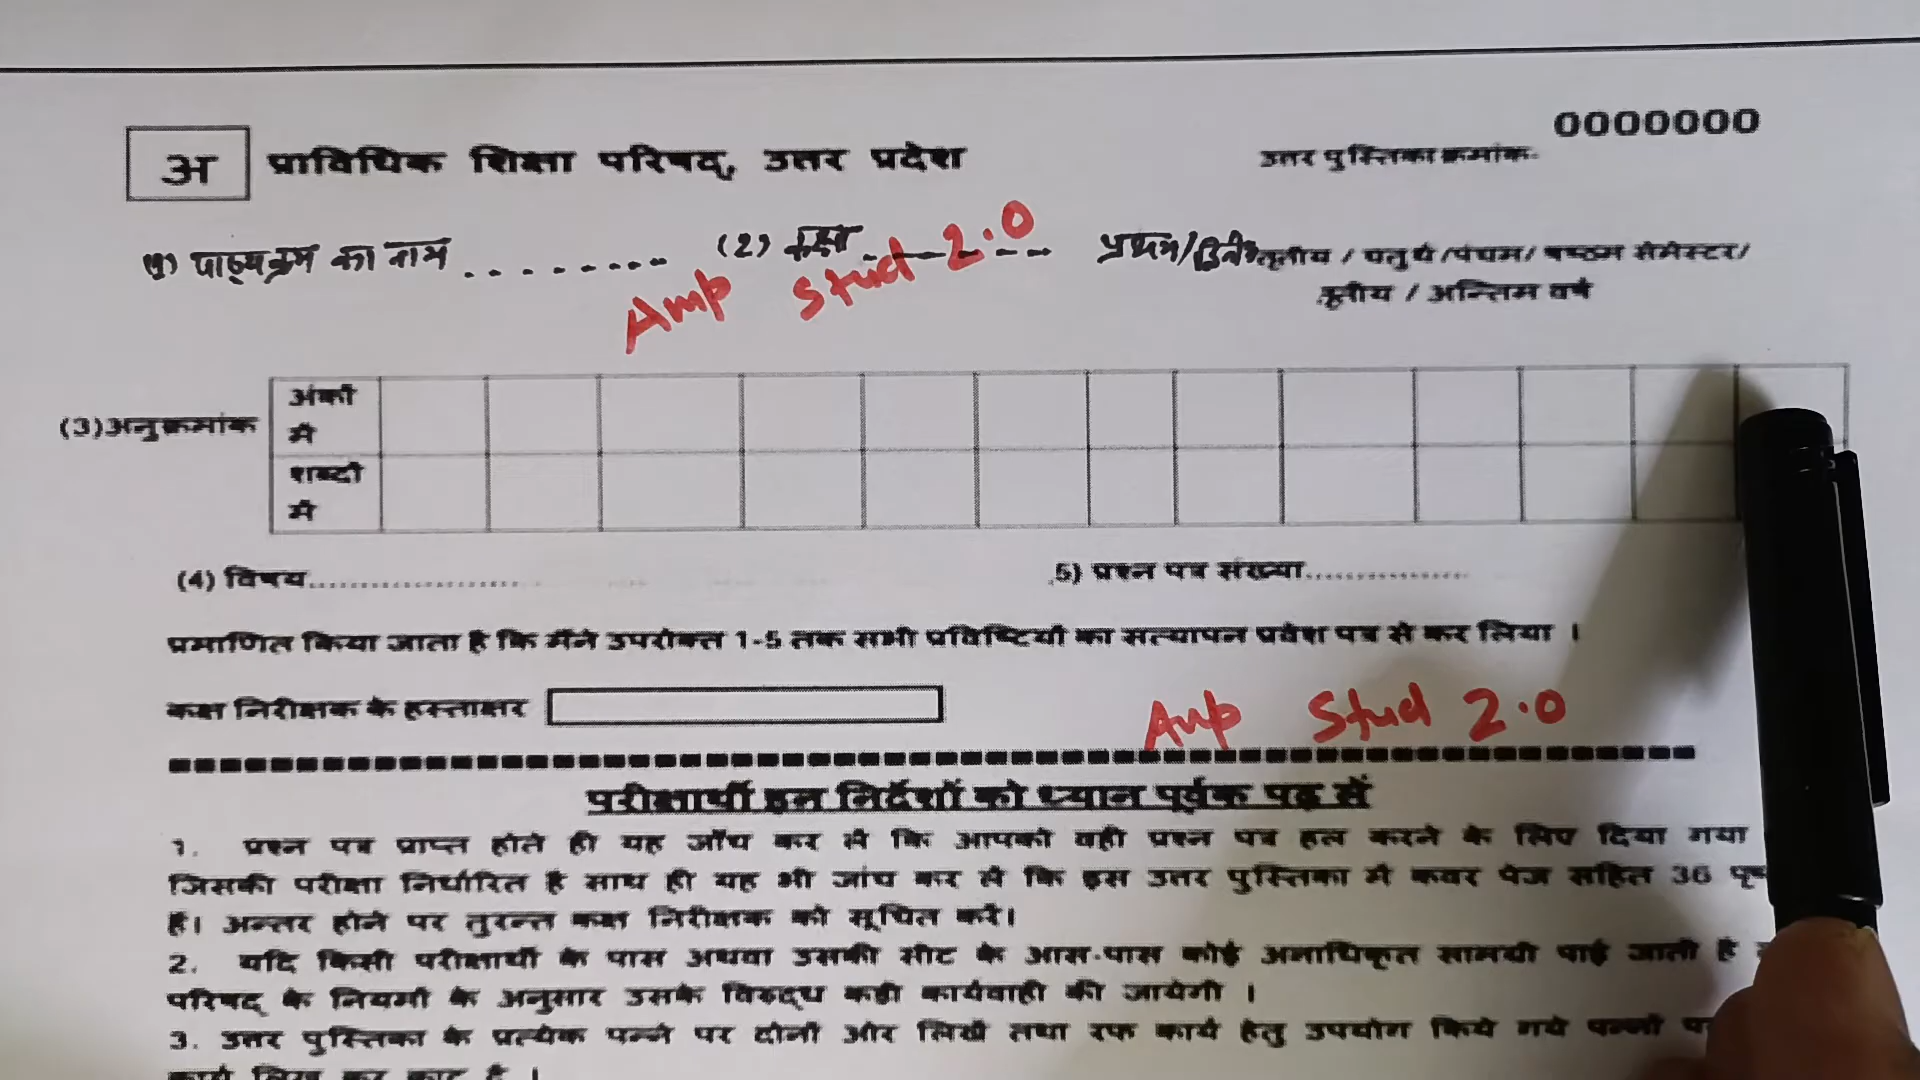 0000000
अ प्राविधिक शिक्षा परिषद्, उत्तर प्रदेश
उत्तर पुस्तिका क्रमांक-
(1) पाठ्यक्रम का नाम ......... (2) कक्षा ......... प्रथम/द्विती तृतीय / चतुर्थ /पंचम/ षष्ठम सेमेस्टर/
तृतीय / अन्तिम वर्ष
Amp Stud 2.0
(3)अनुक्रमांक
अंकों
में
शब्दों
में
(4) विषय.......................
5) प्रश्न पत्र संख्या.................
प्रमाणित किया जाता है कि मैंने उपरोक्त 1-5 तक सभी प्रविष्टियों का सत्यापन प्रवेश पत्र से कर लिया ।
कक्ष निरीक्षक के हस्ताक्षर
Amp Stud 2.0
परीक्षार्थी इन निर्देशों को ध्यान पूर्वक पढ़ लें
1. प्रश्न पत्र प्राप्त होते ही यह जाँच कर लें कि आपको वही प्रश्न पत्र हल करने के लिए दिया गया
जिसकी परीक्षा निर्धारित है साथ ही यह भी जांच कर लें कि इस उत्तर पुस्तिका में कवर पेज सहित 36
हैं। अन्तर होने पर तुरन्त कक्ष निरीक्षक को सूचित करें।
2. यदि किसी परीक्षार्थी के पास अथवा उसकी सीट के आस-पास कोई अनाधिकृत सामग्री पाई जाती है
परिषद् के नियमों के अनुसार उसके विरुद्ध कड़ी कार्यवाही की जायेगी ।
3. उत्तर पुस्तिका के प्रत्येक पन्ने पर दोनों ओर लिखें तथा रफ कार्य हेतु उपयोग किये गये पन्नों